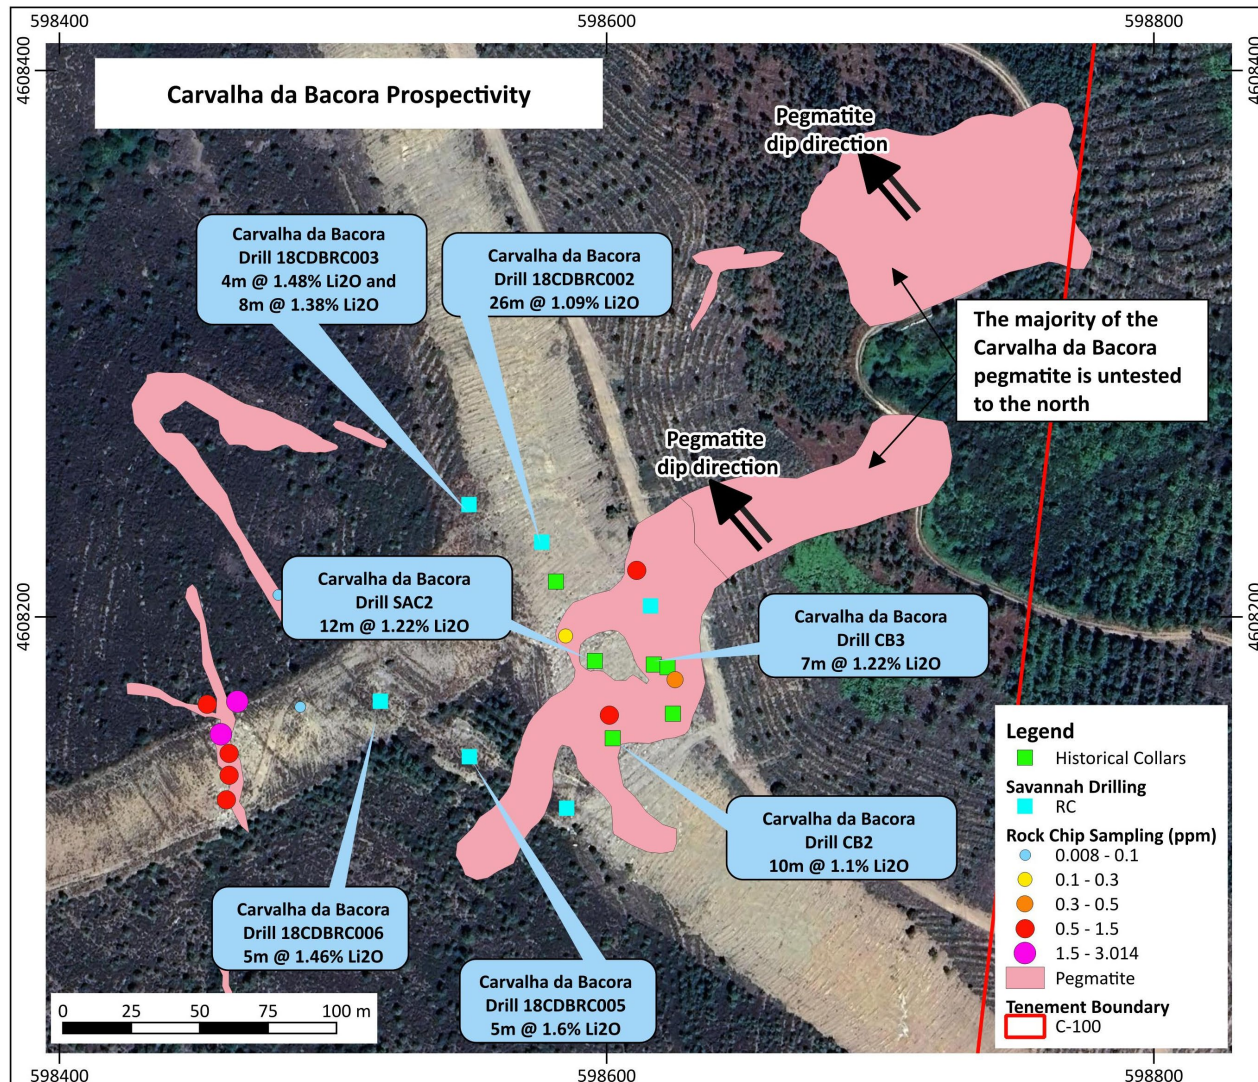 598400
598600
598800
4608400
4608400
Carvalha da Bacora Prospectivity
Pegmatite
dip direction
Carvalha da Bacora
Drill 18CDBRC003
4m @ 1.48% Li2O and
8m @ 1.38% Li2O
Carvalha da Bacora
Drill 18CDBRC002
26m @ 1.09% Li2O
The majority of the
Carvalha da Bacora
pegmatite is untested
to the north
Pegmatite
dip direction
Carvalha da Bacora
Drill SAC2
12m @ 1.22% Li2O
Carvalha da Bacora
Drill CB3
7m @ 1.22% Li2O
4608200
4608200
Carvalha da Bacora
Drill CB2
10m @ 1.1% Li2O
Carvalha da Bacora
Drill 18CDBRC006
5m @ 1.46% Li2O
Carvalha da Bacora
Drill 18CDBRC005
5m @ 1.6% Li2O
Legend
Historical Collars
Savannah Drilling
RC
Rock Chip Sampling (ppm)
0.008 - 0.1
0.1 - 0.3
0.3 - 0.5
0.5 - 1.5
1.5 - 3.014
Pegmatite
Tenement Boundary
C-100
0 25 50 75 100 m
598400
598600
598800